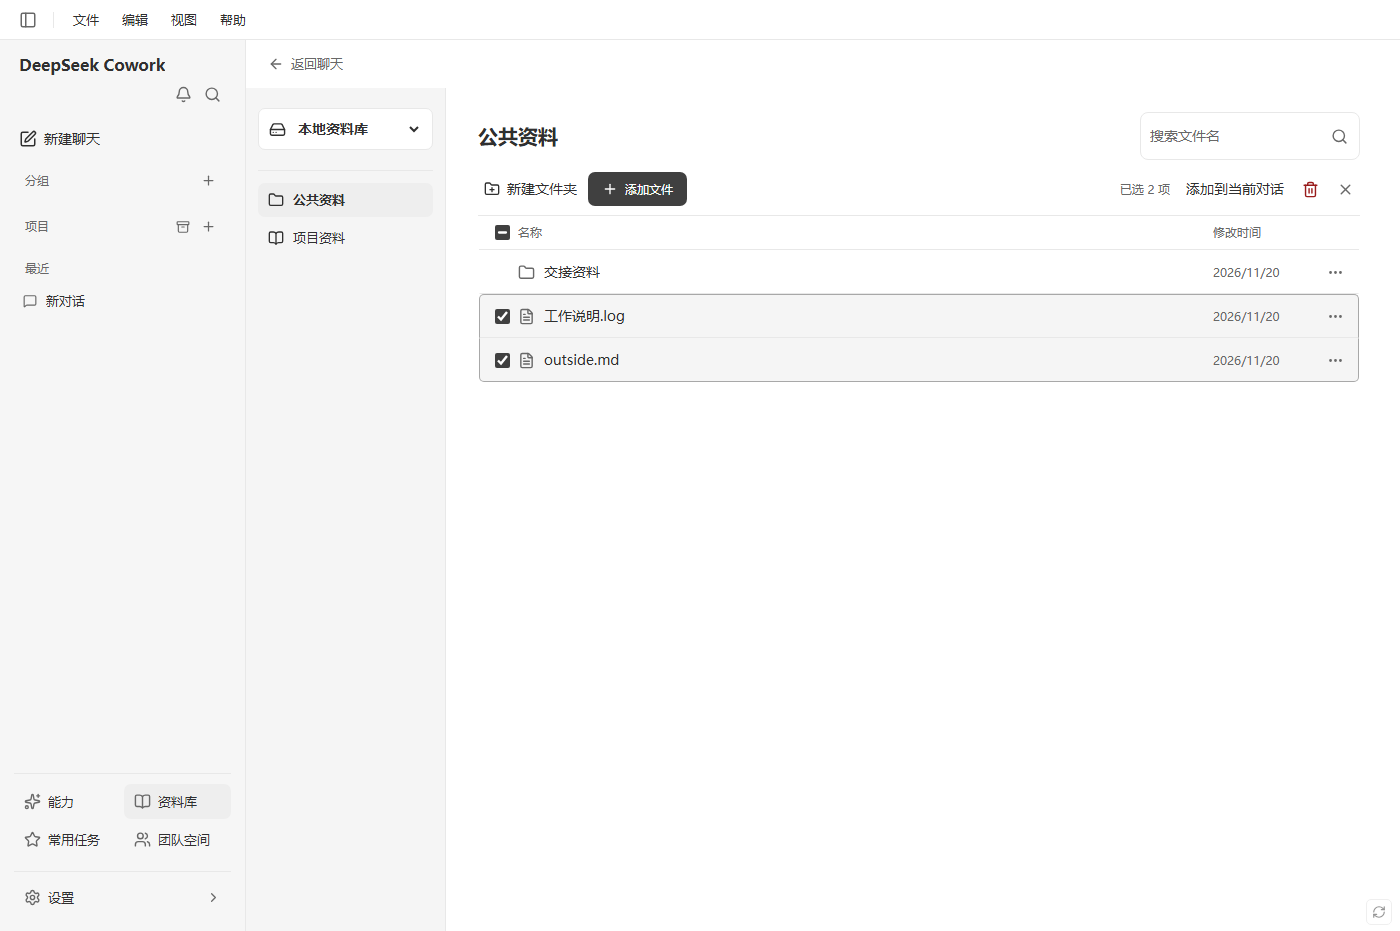 文件 编辑 视图 帮助
DeepSeek Cowork
新建聊天
分组
项目
最近
新对话
能力
资料库
常用任务
团队空间
设置
返回聊天
本地资料库
公共资料
项目资料
公共资料
搜索文件名
新建文件夹
添加文件
已选 2 项
添加到当前对话
名称
修改时间
交接资料
2026/11/20
工作说明.log
2026/11/20
outside.md
2026/11/20